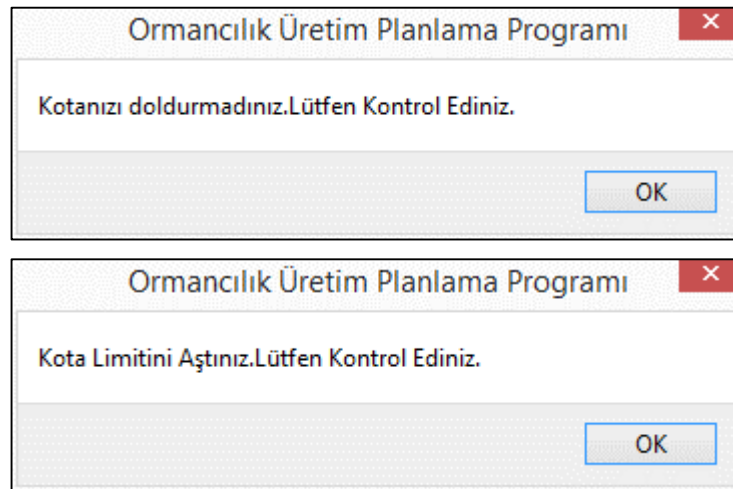 Ormancılık Üretim Planlama Programı
Kotanızı doldurmadınız.Lütfen Kontrol Ediniz.
OK
Ormancılık Üretim Planlama Programı
Kota Limitini Aştınız.Lütfen Kontrol Ediniz.
OK